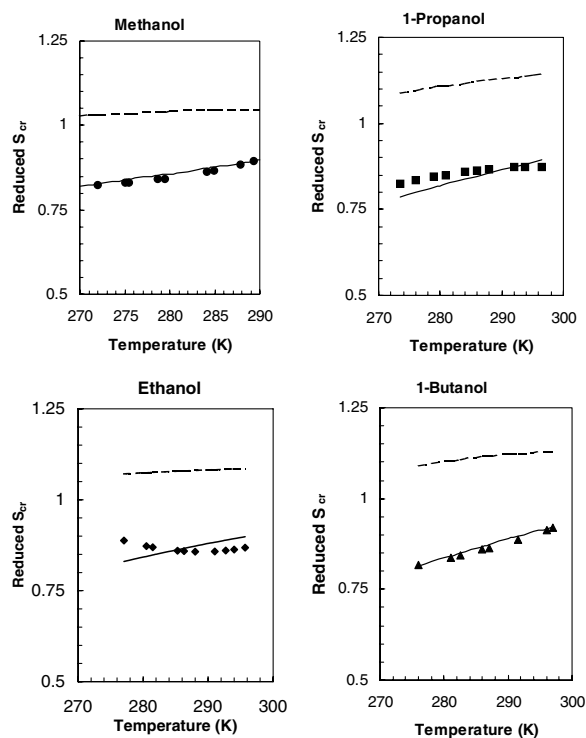 Methanol
1.25
1
0.75
0.5
Reduced S cr
270 275 280 285 290
Temperature (K)
1-Propanol
1.25
1
0.75
0.5
Reduced S cr
270 280 290 300
Temperature (K)
Ethanol
1.25
1
0.75
0.5
Reduced Scr
270 280 290 300
Temperature (K)
1-Butanol
1.25
1
0.75
0.5
Reduced S cr
270 280 290 300
Temperature (K)